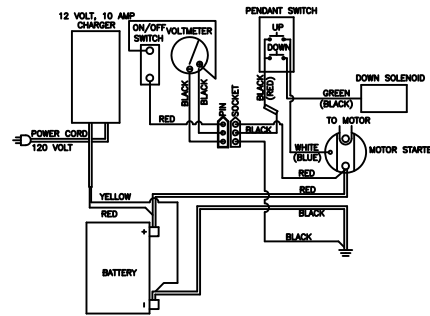 12 VOLT, 10 AMP
CHARGER
ON/OFF
SWITCH
VOLTMETER
PENDANT SWITCH
UP
DOWN
BLACK
BLACK
BLACK
(RED)
GREEN
(BLACK)
DOWN SOLENOID
PIN
SOCKET
RED
BLACK
TO MOTOR
WHITE
(BLUE)
MOTOR STARTE
POWER CORD
120 VOLT
RED
RED
YELLOW
RED
BLACK
BLACK
+
BATTERY
-